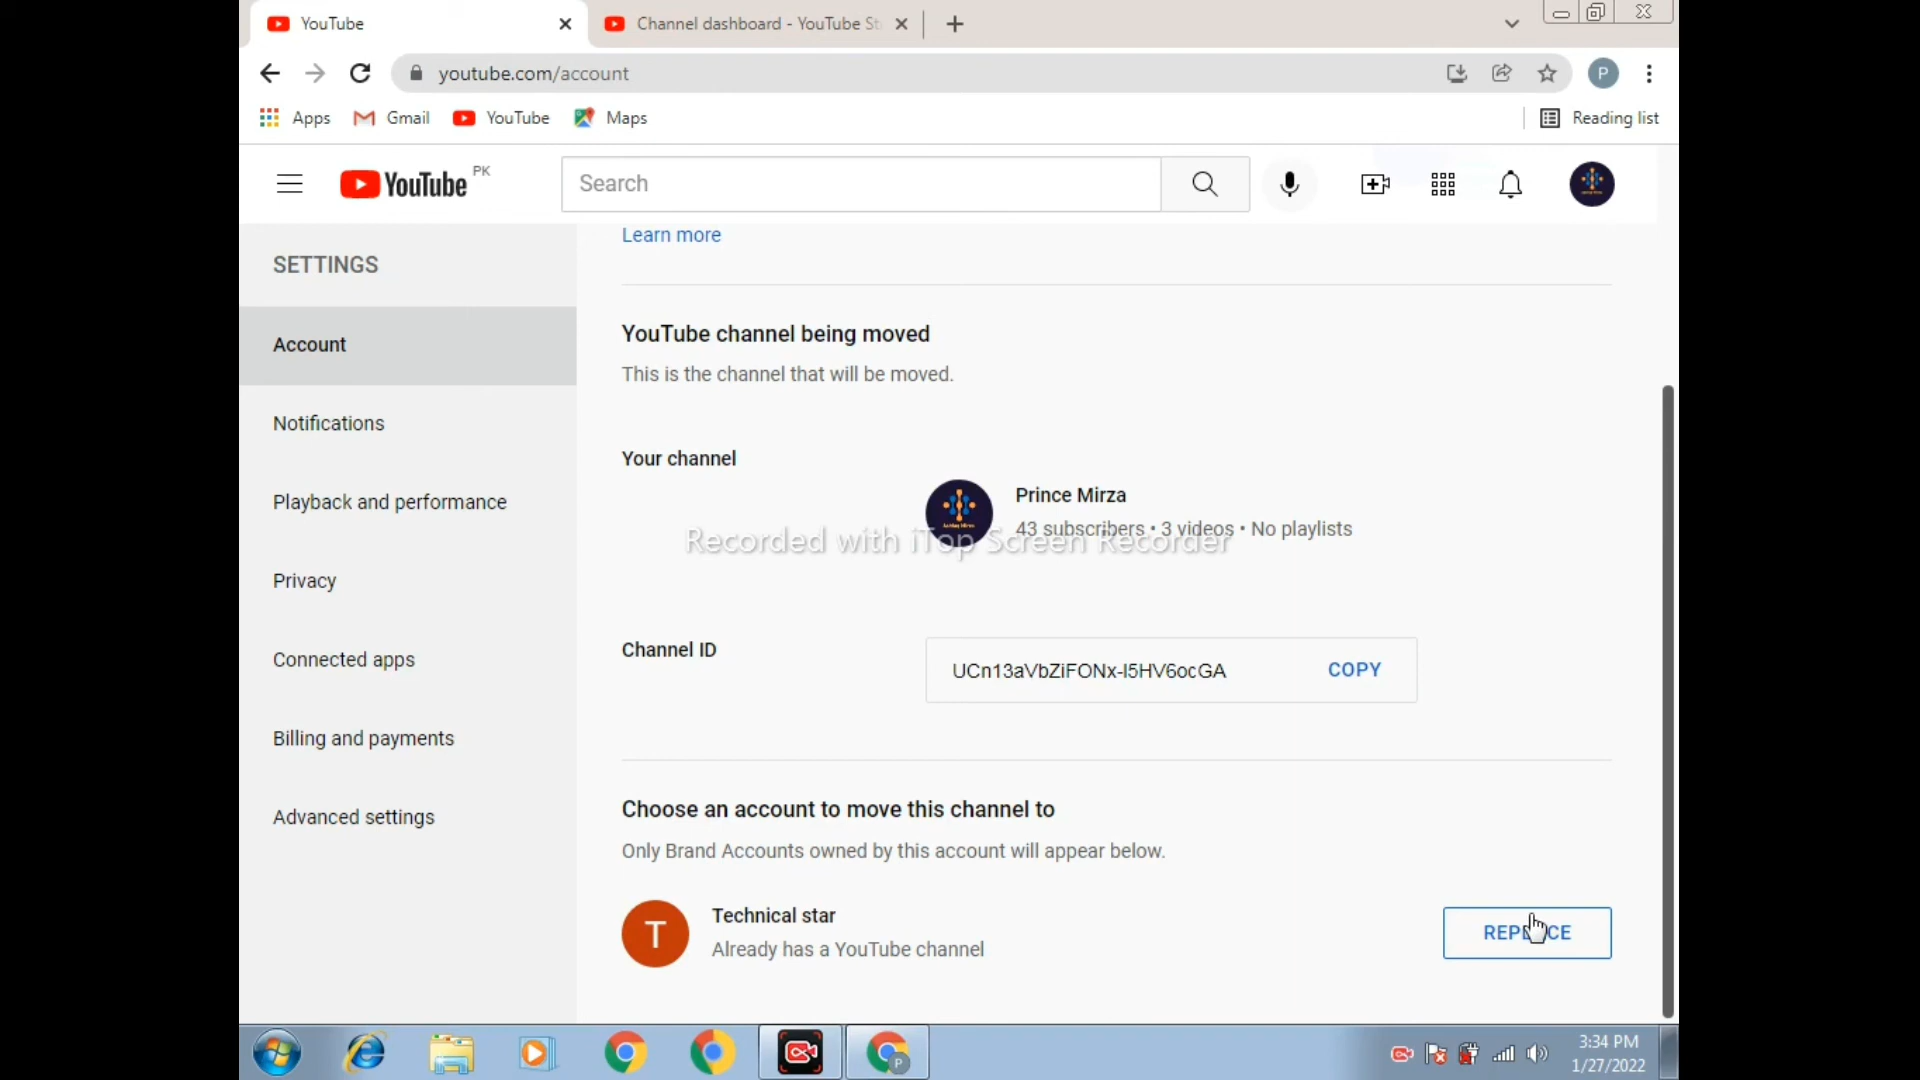 YouTube
Channel dashboard - YouTube St
youtube.com/account
P
Apps
Gmail
YouTube
Maps
Reading list
YouTube PK
Search
Learn more
SETTINGS
Account
Notifications
Playback and performance
Privacy
Connected apps
Billing and payments
Advanced settings
YouTube channel being moved
This is the channel that will be moved.
Your channel
Prince Mirza
43 subscribers • 3 videos • No playlists
Recorded with iTop Screen Recorder
Channel ID
UCn13aVbZiFONx-I5HV6ocGA
COPY
Choose an account to move this channel to
Only Brand Accounts owned by this account will appear below.
T
Technical star
Already has a YouTube channel
REPLACE
P
3:34 PM
1/27/2022